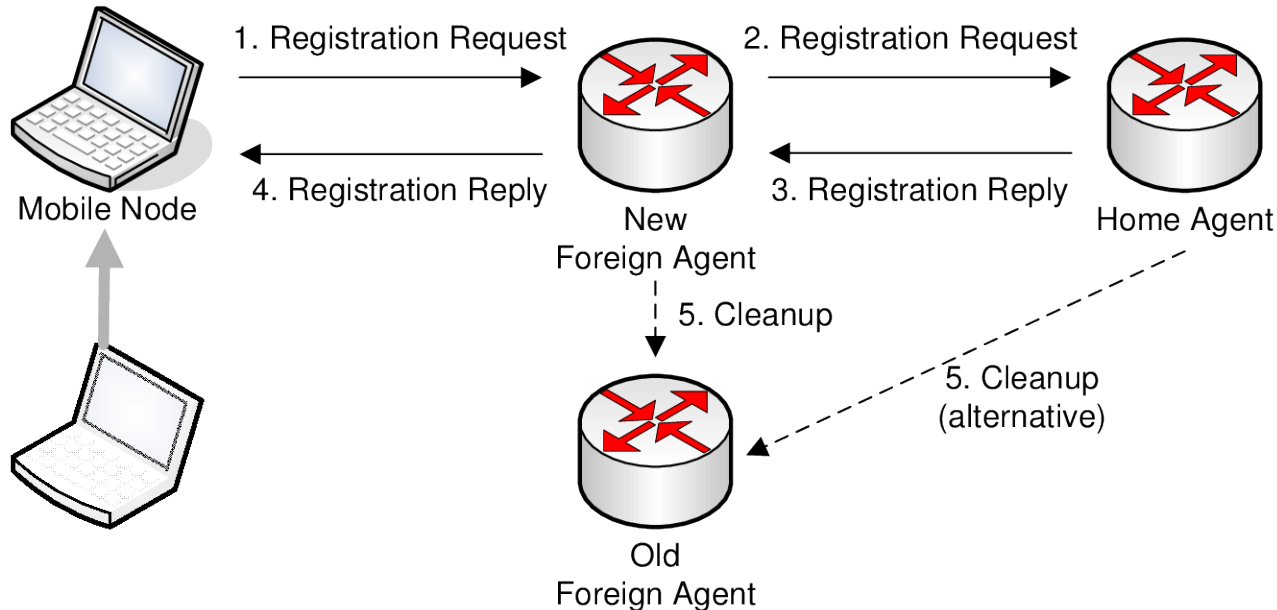 1. Registration Request
2. Registration Request
4. Registration Reply
3. Registration Reply
Mobile Node
New
Foreign Agent
Home Agent
5. Cleanup
5. Cleanup
(alternative)
Old
Foreign Agent